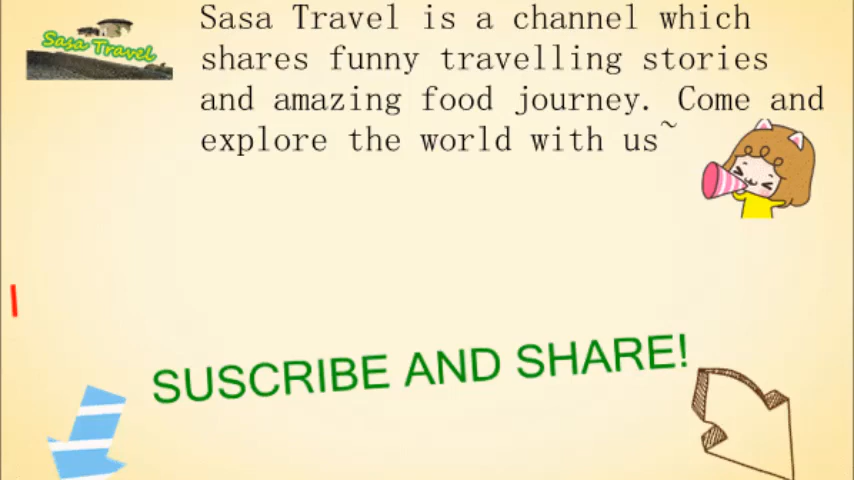 Sasa Travel
Sasa Travel is a channel which
shares funny travelling stories
and amazing food journey. Come and
explore the world with us~
SUSCRIBE AND SHARE!